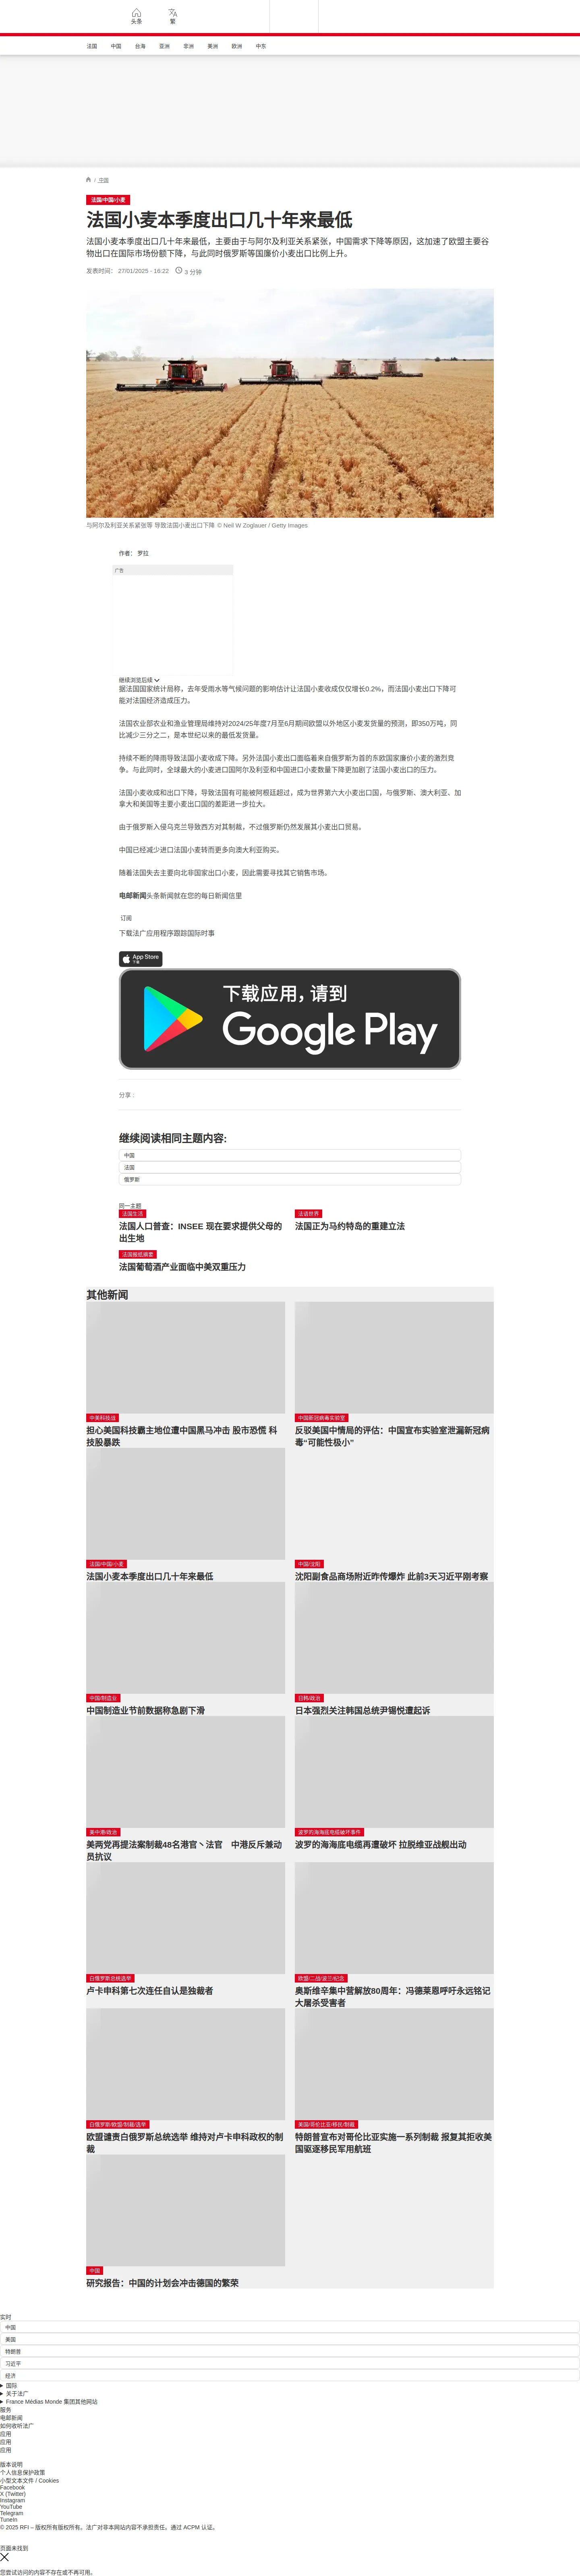 头条
繁
法国
中国
台海
亚洲
非洲
美洲
欧洲
中东
/ 中国
法国/中国/小麦
法国小麦本季度出口几十年来最低
法国小麦本季度出口几十年来最低，主要由于与阿尔及利亚关系紧张，中国需求下降等原因，这加速了欧盟主要谷
物出口在国际市场份额下降，与此同时俄罗斯等国廉价小麦出口比例上升。
发表时间： 27/01/2025 - 16:22 3 分钟
与阿尔及利亚关系紧张等 导致法国小麦出口下降 © Neil W Zoglauer / Getty Images
作者： 罗拉
广告
继续浏览后续
据法国国家统计局称，去年受雨水等气候问题的影响估计让法国小麦收成仅仅增长0.2%，而法国小麦出口下降可
能对法国经济造成压力。
法国农业部农业和渔业管理局维持对2024/25年度7月至6月期间欧盟以外地区小麦发货量的预测，即350万吨，同
比减少三分之二，是本世纪以来的最低发货量。
持续不断的降雨导致法国小麦收成下降。另外法国小麦出口面临着来自俄罗斯为首的东欧国家廉价小麦的激烈竞
争。与此同时，全球最大的小麦进口国阿尔及利亚和中国进口小麦数量下降更加剧了法国小麦出口的压力。
法国小麦收成和出口下降，导致法国有可能被阿根廷超过，成为世界第六大小麦出口国，与俄罗斯、澳大利亚、加
拿大和美国等主要小麦出口国的差距进一步拉大。
由于俄罗斯入侵乌克兰导致西方对其制裁，不过俄罗斯仍然发展其小麦出口贸易。
中国已经减少进口法国小麦转而更多向澳大利亚购买。
随着法国失去主要向北非国家出口小麦，因此需要寻找其它销售市场。
电邮新闻头条新闻就在您的每日新闻信里
订阅
下载法广应用程序跟踪国际时事
App Store
下载
下载应用，请到
Google Play
分享 :
继续阅读相同主题内容:
中国
法国
俄罗斯
同一主题
法国生活
法国人口普查：INSEE 现在要求提供父母的
出生地
法语世界
法国正为马约特岛的重建立法
法国报纸摘要
法国葡萄酒产业面临中美双重压力
其他新闻
中美科技战
担心美国科技霸主地位遭中国黑马冲击 股市恐慌 科
技股暴跌
中国新冠病毒实验室
反驳美国中情局的评估：中国宣布实验室泄漏新冠病
毒“可能性极小”
法国/中国/小麦
法国小麦本季度出口几十年来最低
中国/沈阳
沈阳副食品商场附近昨传爆炸 此前3天习近平刚考察
中国/制造业
中国制造业节前数据称急剧下滑
日韩/政治
日本强烈关注韩国总统尹锡悦遭起诉
美中港/政治
美两党再提法案制裁48名港官丶法官 中港反斥兼动
员抗议
波罗的海海底电缆破坏事件
波罗的海海底电缆再遭破坏 拉脱维亚战舰出动
白俄罗斯总统选举
卢卡申科第七次连任自认是独裁者
欧盟/二战/波兰/纪念
奥斯维辛集中营解放80周年：冯德莱恩呼吁永远铭记
大屠杀受害者
白俄罗斯/欧盟/制裁/选举
欧盟谴责白俄罗斯总统选举 维持对卢卡申科政权的制
裁
美国/哥伦比亚/移民/制裁
特朗普宣布对哥伦比亚实施一系列制裁 报复其拒收美
国驱逐移民军用航班
中国
研究报告：中国的计划会冲击德国的繁荣
实时
中国
美国
特朗普
习近平
经济
国际
关于法广
France Médias Monde 集团其他网站
服务
电邮新闻
如何收听法广
应用
应用
应用
版本说明
个人信息保护政策
小型文本文件 / Cookies
Facebook
X (Twitter)
Instagram
YouTube
Telegram
TuneIn
© 2025 RFI – 版权所有版权所有。法广对非本网站内容不承担责任。通过 ACPM 认证。
页面未找到
您尝试访问的内容不存在或不再可用。